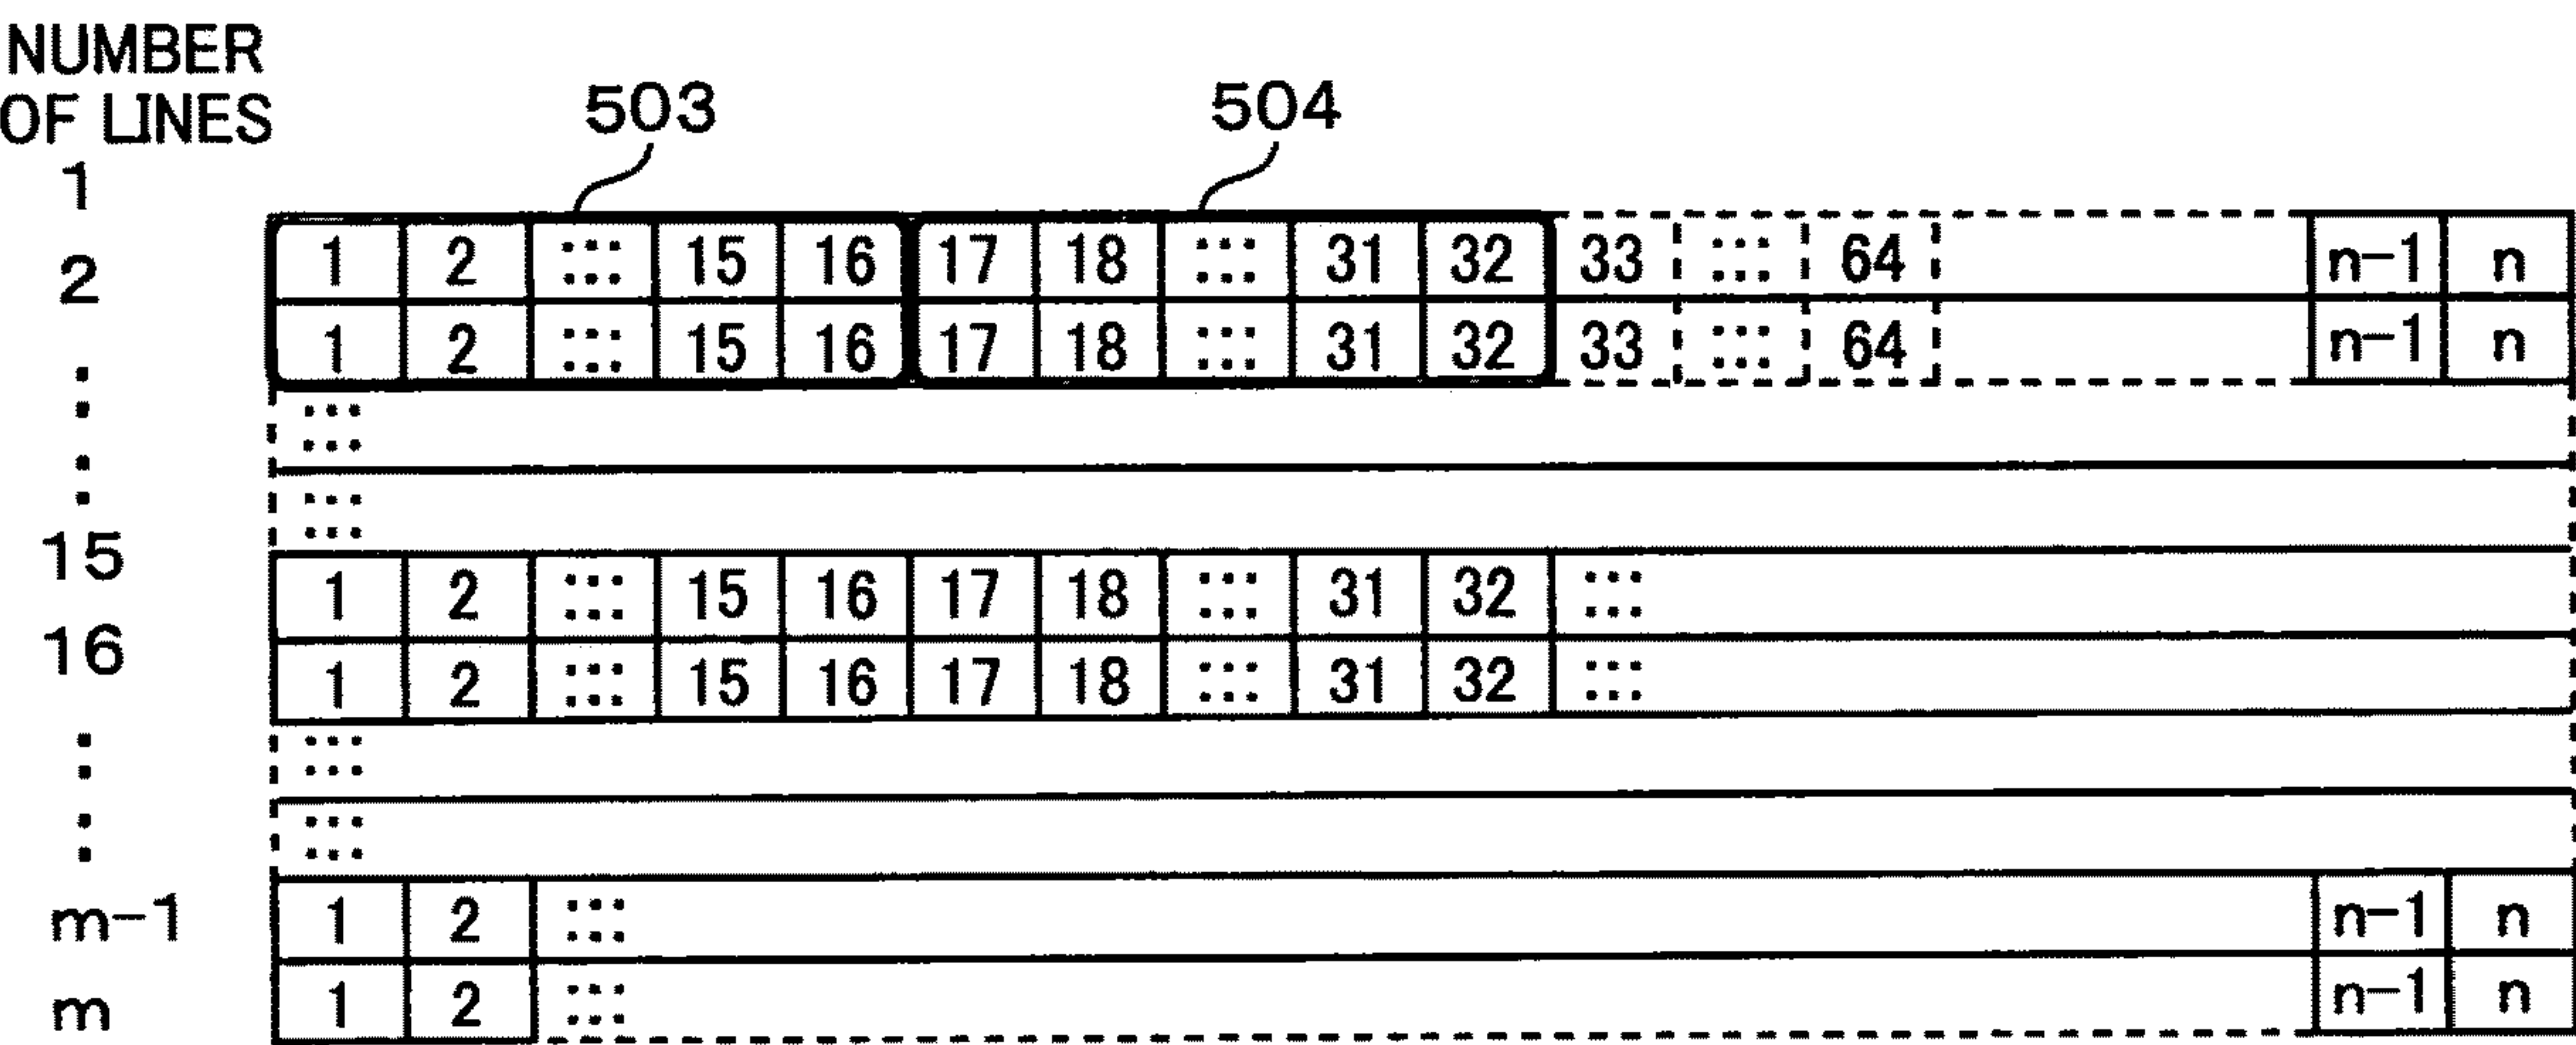 NUMBER
OF LINES
503 504
1
2
1 2 ::: 15 16 17 18 ::: 31 32 33 ::: 64 n-1 n
1 2 ::: 15 16 17 18 ::: 31 32 33 ::: 64 n-1 n
:::
:::
15
16
1 2 ::: 15 16 17 18 ::: 31 32 :::
1 2 ::: 15 16 17 18 ::: 31 32 :::
:::
:::
m-1
m
1 2 ::: n-1 n
1 2 ::: n-1 n